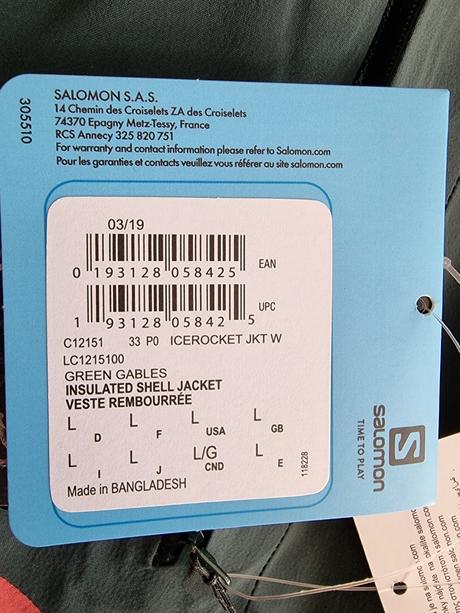 SALOMON S.A.S.
14 Chemin des Croiselets ZA des Croiselets
74370 Epagny Metz-Tessy, France
RCS Annecy 325 820 751
For warranty and contact information please refer to Salomon.com
Pour les garanties et contacts veuillez vous référer au site salomon.com
305510
03/19
0 193128 058425 EAN
1 93128 05842 5 UPC
C12151 33 P0 ICEROCKET JKT W
LC1215100
GREEN GABLES
INSULATED SHELL JACKET
VESTE REMBOURRÉE
L D L F L USA L GB
L I L J L/G CND L E
Made in BANGLADESH
118228
salomon
TIME TO PLAY
S